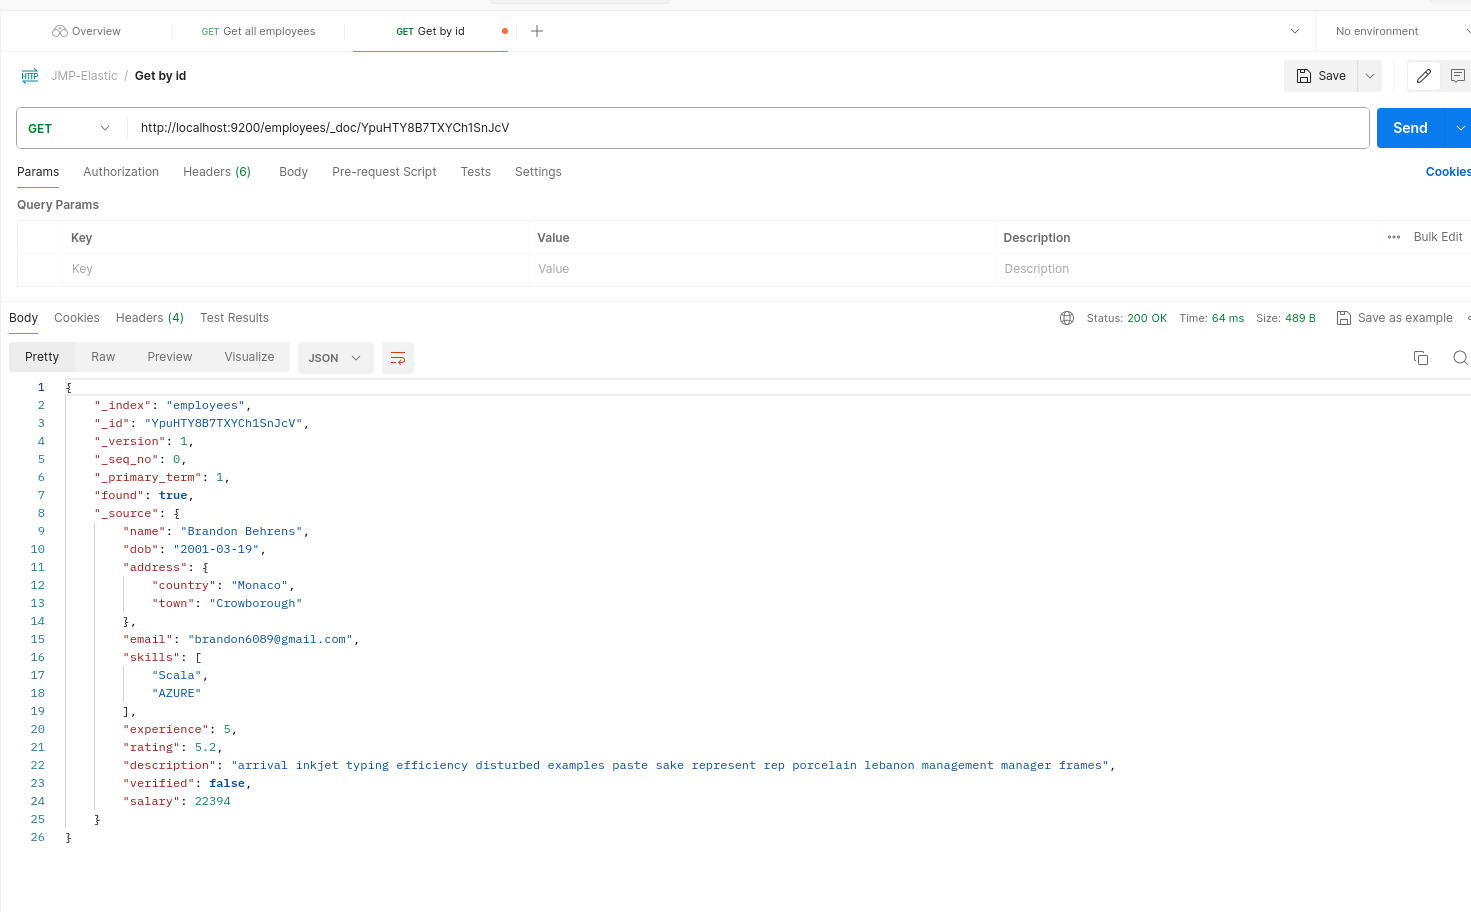 Overview
GET Get all employees
GET Get by id
No environment
HTTP JMP-Elastic / Get by id
Save
GET http://localhost:9200/employees/_doc/YpuHTY8B7TXYCh1SnJcV Send
Params Authorization Headers (6) Body Pre-request Script Tests Settings Cookies
Query Params
Key Value Description Bulk Edit
Key Value Description
Body Cookies Headers (4) Test Results Status: 200 OK Time: 64 ms Size: 489 B Save as example
Pretty Raw Preview Visualize JSON
1 {
2 "_index": "employees",
3 "_id": "YpuHTY8B7TXYCh1SnJcV",
4 "_version": 1,
5 "_seq_no": 0,
6 "_primary_term": 1,
7 "found": true,
8 "_source": {
9 "name": "Brandon Behrens",
10 "dob": "2001-03-19",
11 "address": {
12 "country": "Monaco",
13 "town": "Crowborough"
14 },
15 "email": "brandon6089@gmail.com",
16 "skills": [
17 "Scala",
18 "AZURE"
19 ],
20 "experience": 5,
21 "rating": 5.2,
22 "description": "arrival inkjet typing efficiency disturbed examples paste sake represent rep porcelain lebanon management manager frames",
23 "verified": false,
24 "salary": 22394
25 }
26 }